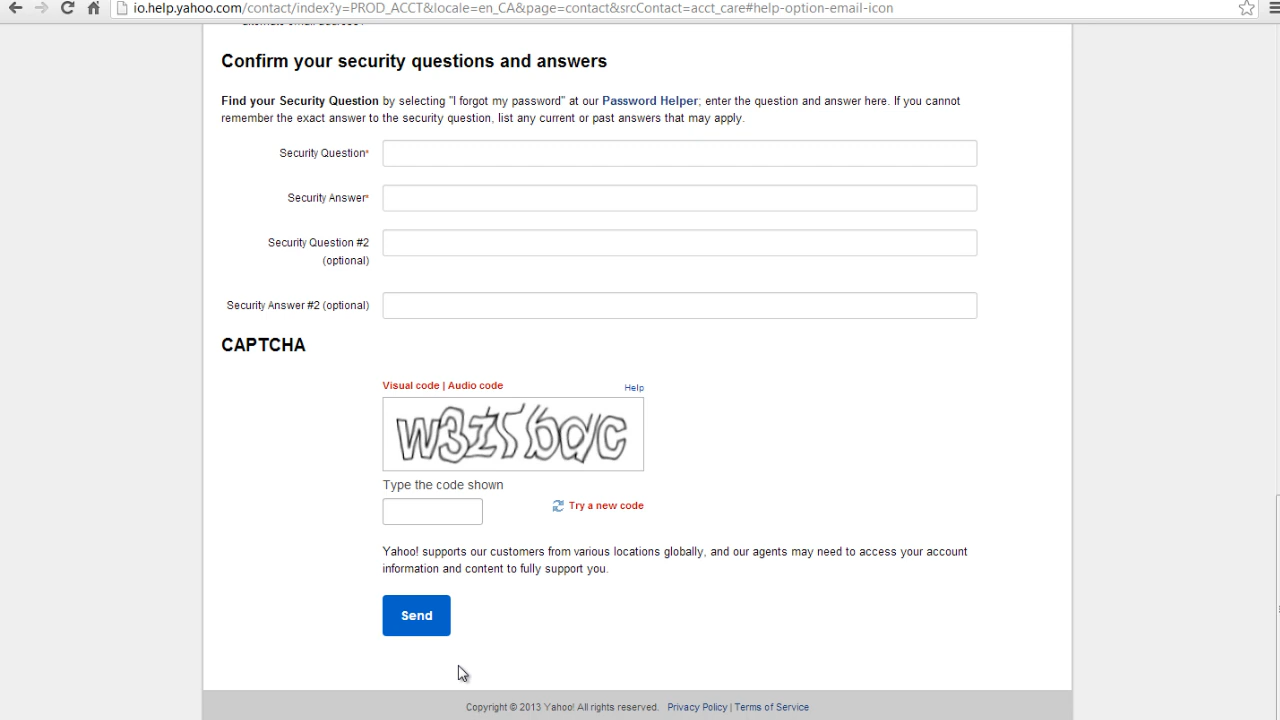 io.help.yahoo.com/contact/index?y=PROD_ACCT&locale=en_CA&page=contact&srcContact=acct_care#help-option-email-icon
alternate email address?
Confirm your security questions and answers
Find your Security Question by selecting "I forgot my password" at our Password Helper; enter the question and answer here. If you cannot
remember the exact answer to the security question, list any current or past answers that may apply.
Security Question*
Security Answer*
Security Question #2
(optional)
Security Answer #2 (optional)
CAPTCHA
Visual code | Audio code
Help
Type the code shown
Try a new code
Yahoo! supports our customers from various locations globally, and our agents may need to access your account
information and content to fully support you.
Send
Copyright © 2013 Yahoo! All rights reserved. Privacy Policy | Terms of Service